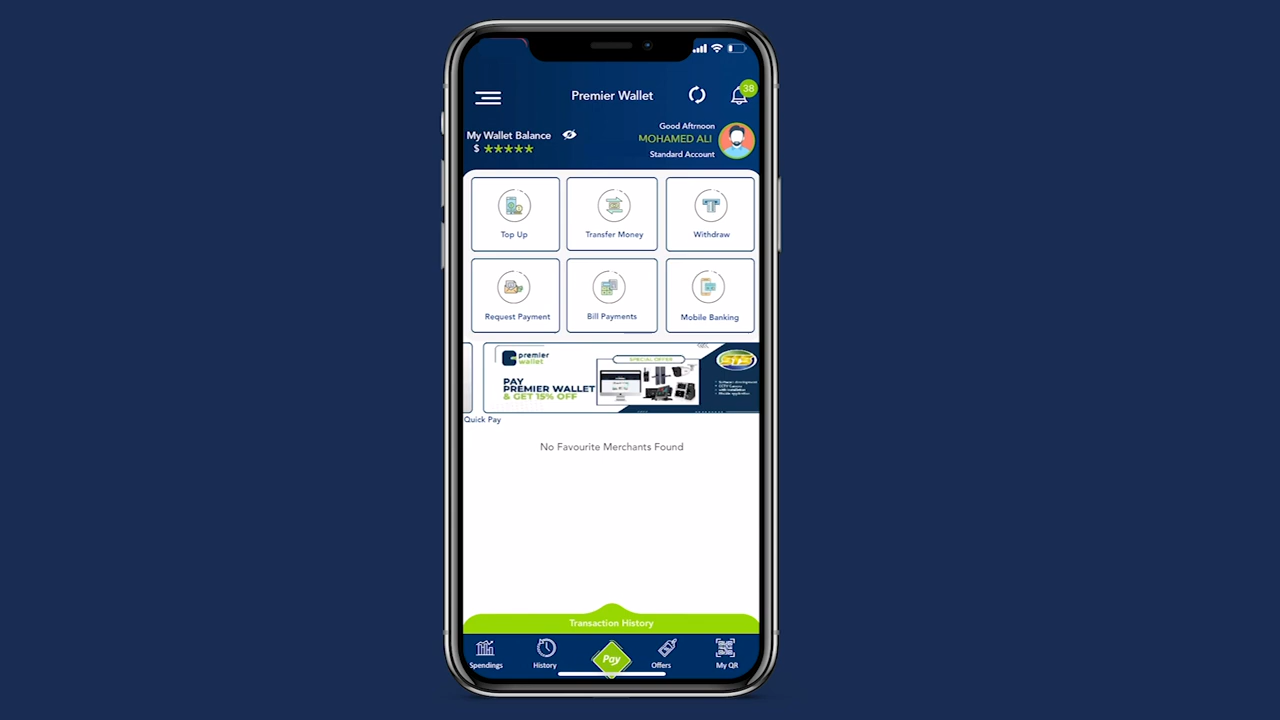 Premier Wallet
38
Good Aftrnoon
My Wallet Balance
MOHAMED ALI
$ *****
Standard Account
Top Up
Transfer Money
Withdraw
Request Payment
Bill Payments
Mobile Banking
premier
wallet
SPECIAL OFFER
PAY
PREMIER WALLET
& GET 15% OFF
Quick Pay
No Favourite Merchants Found
Transaction History
Spendings
History
Pay
Offers
My QR